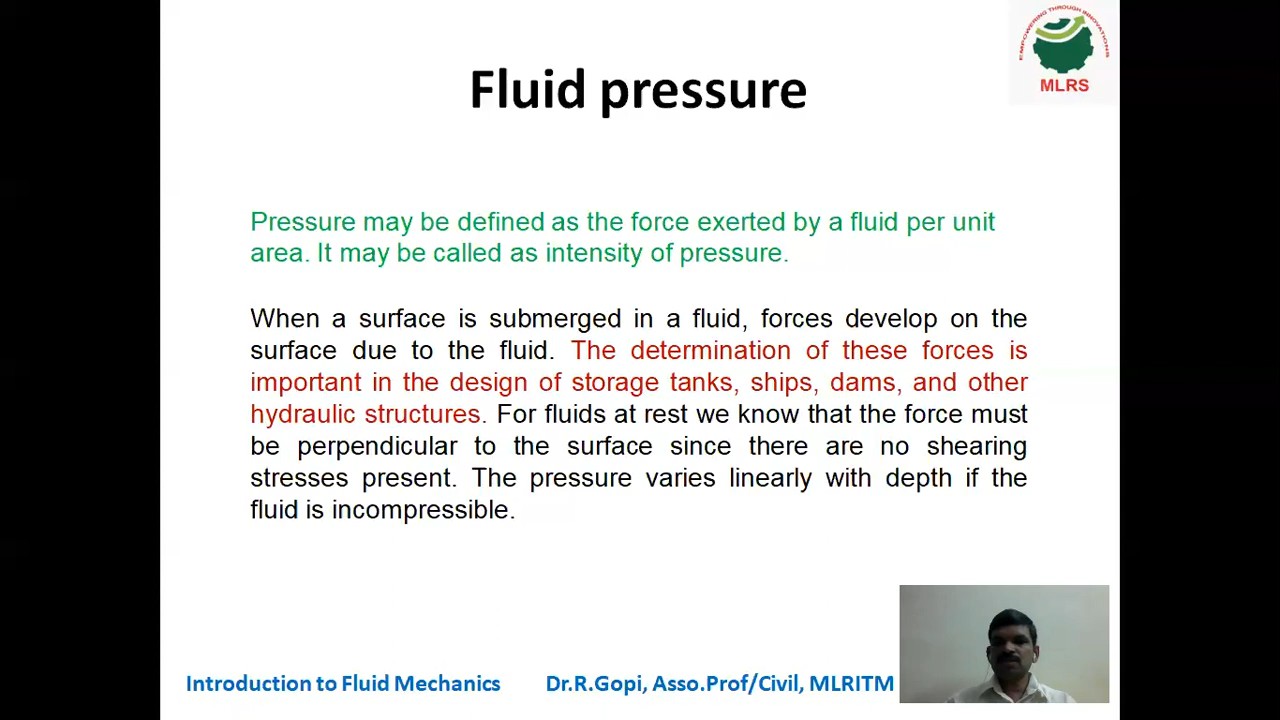 EMPOWERING THROUGH INNOVATIONS
MLRS
Fluid pressure
Pressure may be defined as the force exerted by a fluid per unit
area. It may be called as intensity of pressure.
When a surface is submerged in a fluid, forces develop on the
surface due to the fluid. The determination of these forces is
important in the design of storage tanks, ships, dams, and other
hydraulic structures. For fluids at rest we know that the force must
be perpendicular to the surface since there are no shearing
stresses present. The pressure varies linearly with depth if the
fluid is incompressible.
Introduction to Fluid Mechanics Dr.R.Gopi, Asso.Prof/Civil, MLRITM